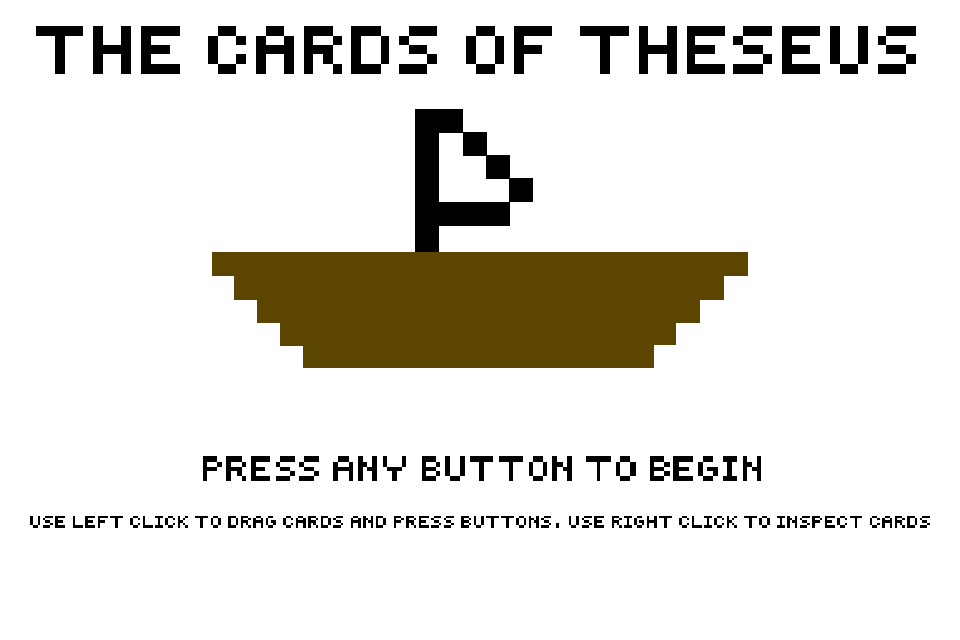 THE CARDS OF THESEUS
PRESS ANY BUTTON TO BEGIN
USE LEFT CLICK TO DRAG CARDS AND PRESS BUTTONS. USE RIGHT CLICK TO INSPECT CARDS